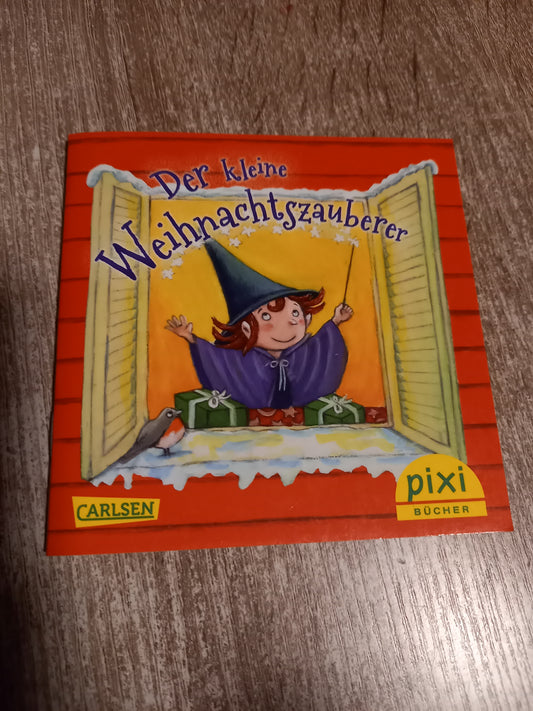 Der kleine
Weihnachtszauberer
CARLSEN
pixi
BÜCHER